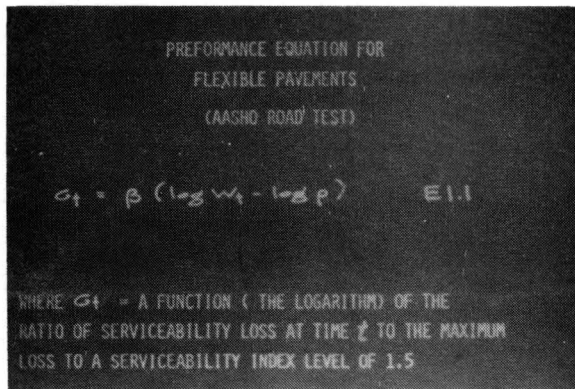 PREFORMANCE EQUATION FOR
FLEXIBLE PAVEMENTS
(AASHO ROAD TEST)
Gt = β (log Wt - log ρ) E1.1
WHERE Gt = A FUNCTION ( THE LOGARITHM) OF THE
RATIO OF SERVICEABILITY LOSS AT TIME t TO THE MAXIMUM
LOSS TO A SERVICEABILITY INDEX LEVEL OF 1.5